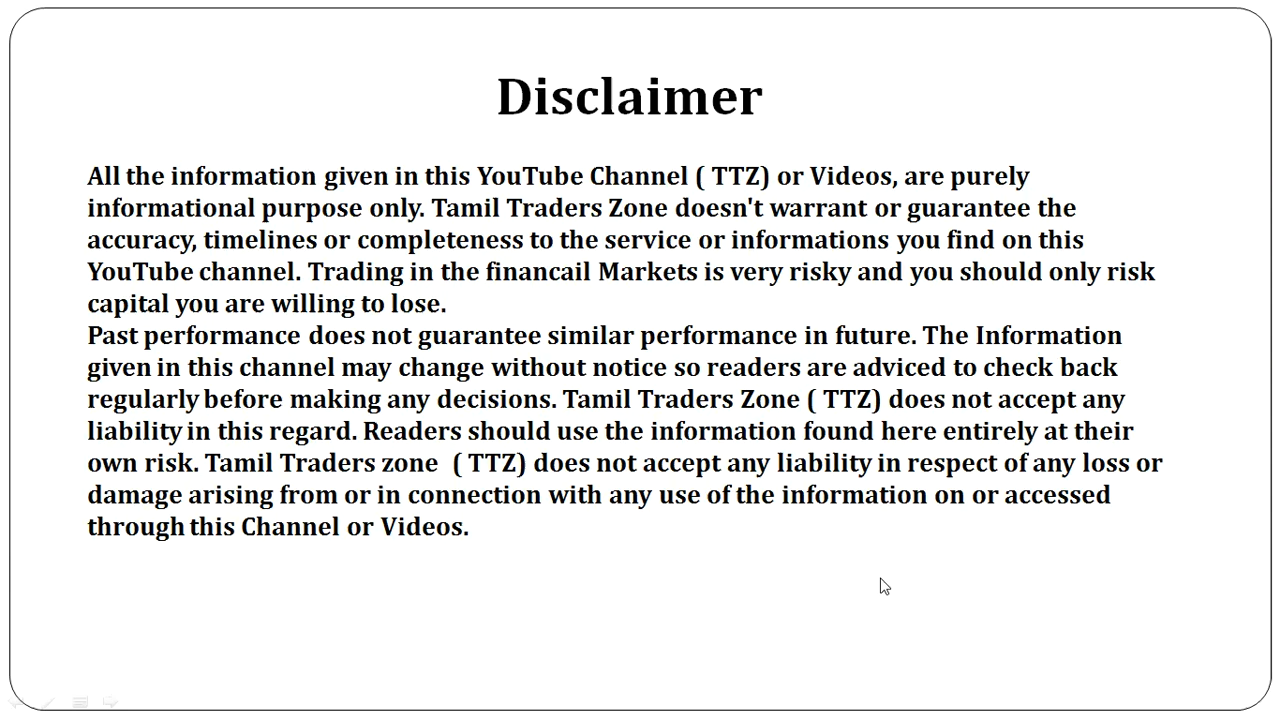 Disclaimer
All the information given in this YouTube Channel ( TTZ) or Videos, are purely
informational purpose only. Tamil Traders Zone doesn't warrant or guarantee the
accuracy, timelines or completeness to the service or informations you find on this
YouTube channel. Trading in the financail Markets is very risky and you should only risk
capital you are willing to lose.
Past performance does not guarantee similar performance in future. The Information
given in this channel may change without notice so readers are adviced to check back
regularly before making any decisions. Tamil Traders Zone ( TTZ) does not accept any
liability in this regard. Readers should use the information found here entirely at their
own risk. Tamil Traders zone  ( TTZ) does not accept any liability in respect of any loss or
damage arising from or in connection with any use of the information on or accessed
through this Channel or Videos.